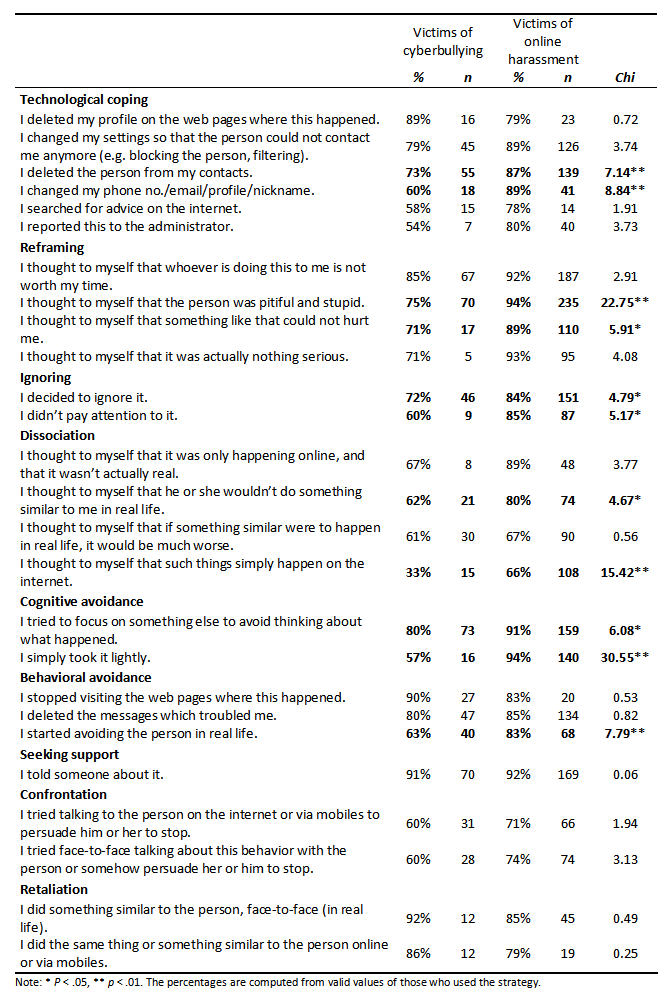 Victims of cyberbullying Victims of online harassment
% n % n Chi
Technological coping
I deleted my profile on the web pages where this happened. 89% 16 79% 23 0.72
I changed my settings so that the person could not contact
me anymore (e.g. blocking the person, filtering). 79% 45 89% 126 3.74
I deleted the person from my contacts. 73% 55 87% 139 7.14**
I changed my phone no./email/profile/nickname. 60% 18 89% 41 8.84**
I searched for advice on the internet. 58% 15 78% 14 1.91
I reported this to the administrator. 54% 7 80% 40 3.73
Reframing
I thought to myself that whoever is doing this to me is not
worth my time. 85% 67 92% 187 2.91
I thought to myself that the person was pitiful and stupid. 75% 70 94% 235 22.75**
I thought to myself that something like that could not hurt
me. 71% 17 89% 110 5.91*
I thought to myself that it was actually nothing serious. 71% 5 93% 95 4.08
Ignoring
I decided to ignore it. 72% 46 84% 151 4.79*
I didn't pay attention to it. 60% 9 85% 87 5.17*
Dissociation
I thought to myself that it was only happening online, and
that it wasn't actually real. 67% 8 89% 48 3.77
I thought to myself that he or she wouldn't do something
similar to me in real life. 62% 21 80% 74 4.67*
I thought to myself that if something similar were to happen
in real life, it would be much worse. 61% 30 67% 90 0.56
I thought to myself that such things simply happen on the
internet. 33% 15 66% 108 15.42**
Cognitive avoidance
I tried to focus on something else to avoid thinking about
what happened. 80% 73 91% 159 6.08*
I simply took it lightly. 57% 16 94% 140 30.55**
Behavioral avoidance
I stopped visiting the web pages where this happened. 90% 27 83% 20 0.53
I deleted the messages which troubled me. 80% 47 85% 134 0.82
I started avoiding the person in real life. 63% 40 83% 68 7.79**
Seeking support
I told someone about it. 91% 70 92% 169 0.06
Confrontation
I tried talking to the person on the internet or via mobiles to
persuade him or her to stop. 60% 31 71% 66 1.94
I tried face-to-face talking about this behavior with the
person or somehow persuade her or him to stop. 60% 28 74% 74 3.13
Retaliation
I did something similar to the person, face-to-face (in real
life). 92% 12 85% 45 0.49
I did the same thing or something similar to the person online
or via mobiles. 86% 12 79% 19 0.25
Note: * P < .05, ** p < .01. The percentages are computed from valid values of those who used the strategy.